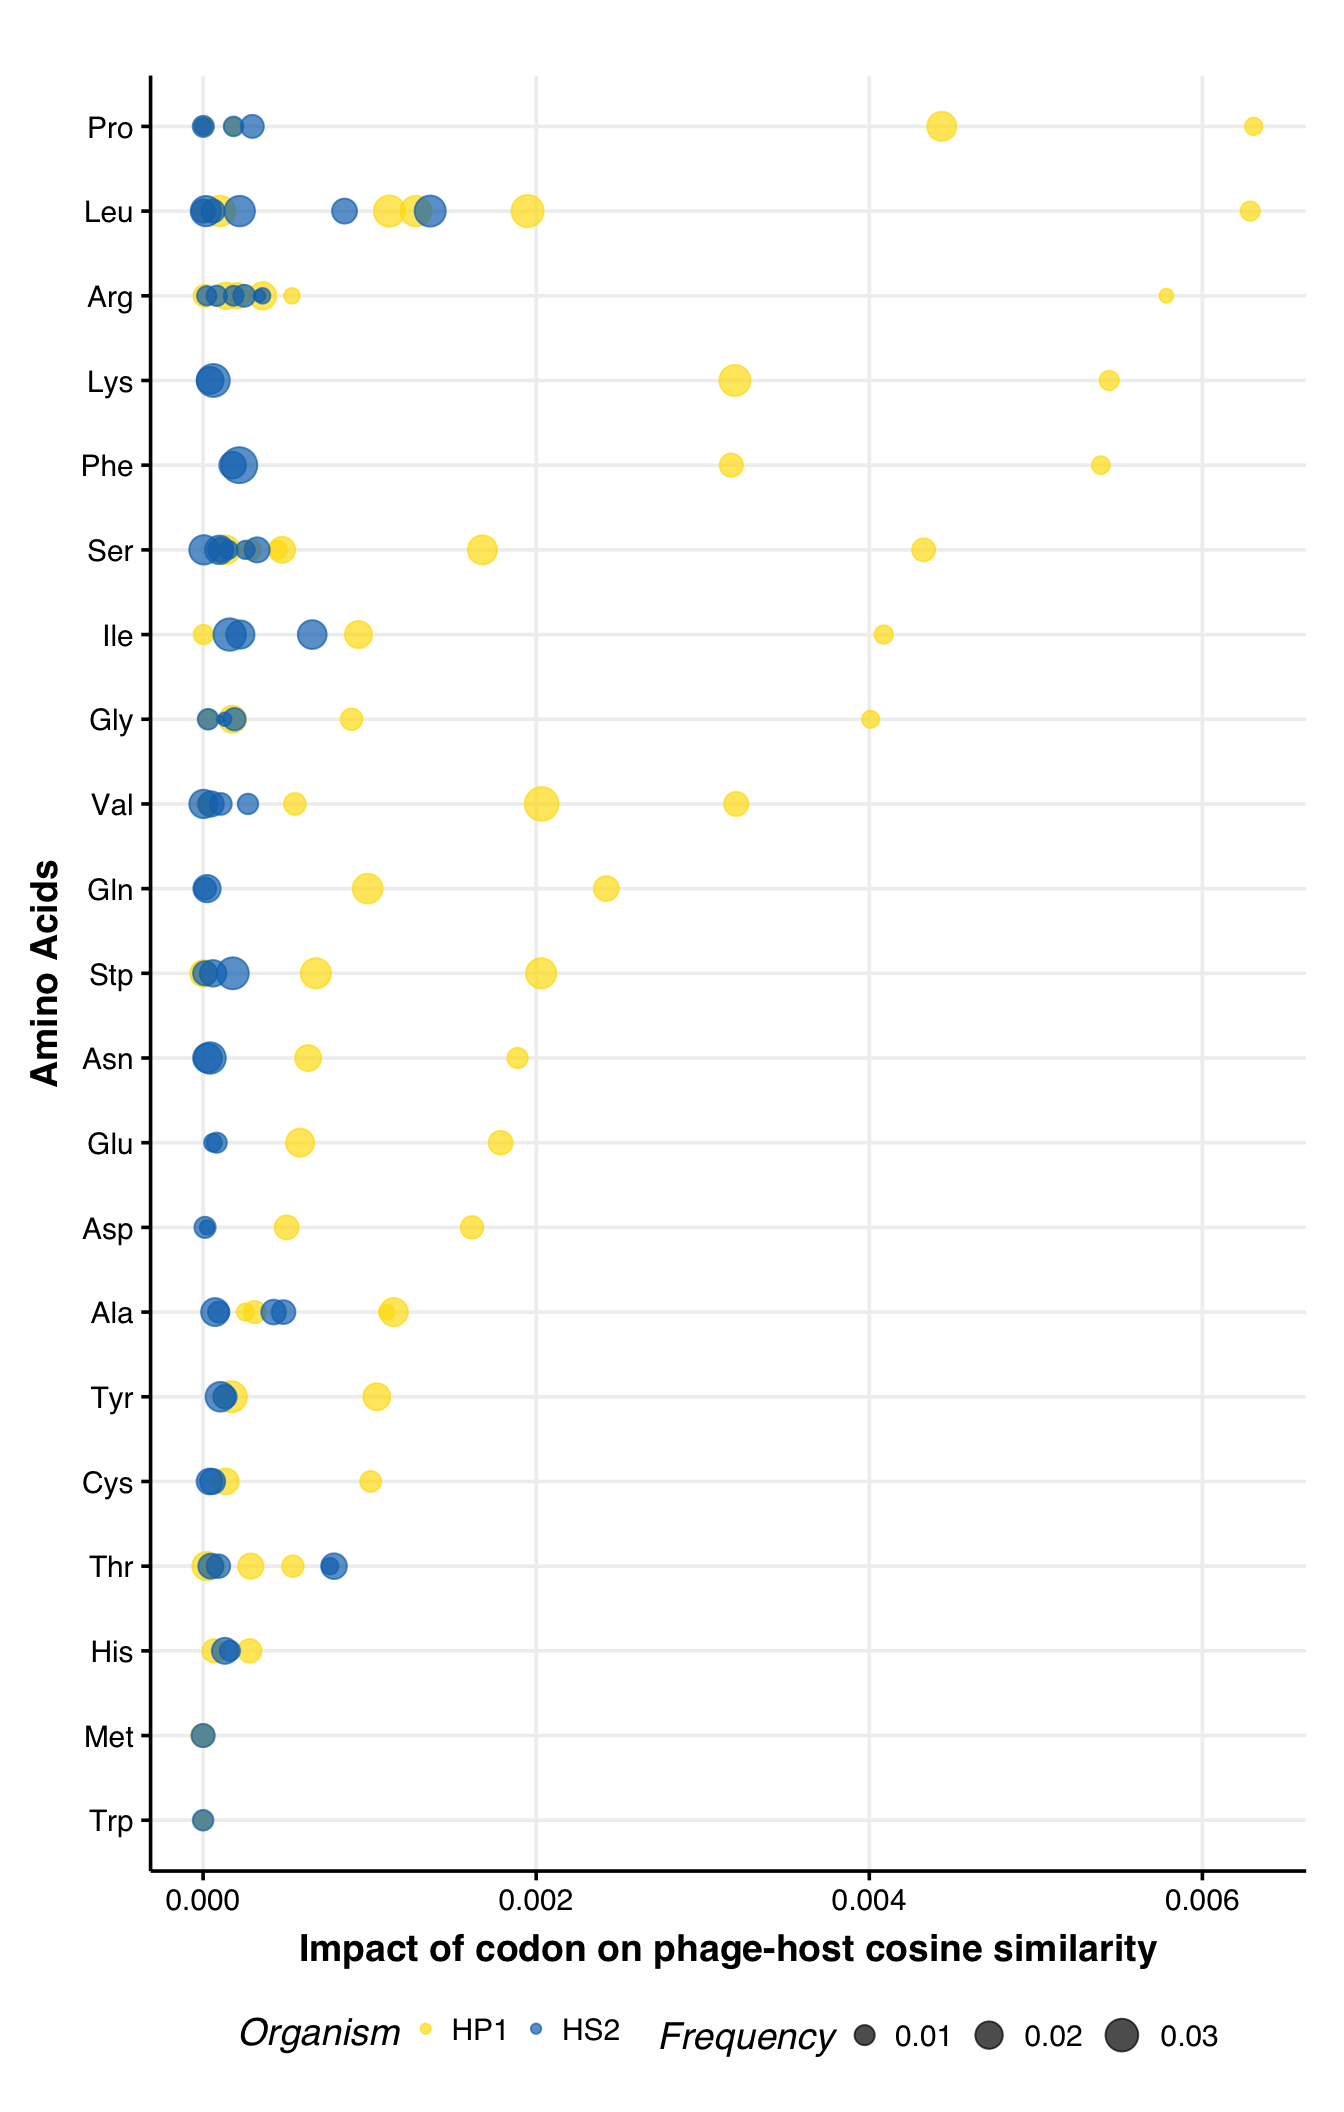 Pro
Leu
Arg
Lys
Phe
Ser
Ile
Gly
Val
Gln
Stp
Asn
Glu
Asp
Ala
Tyr
Cys
Thr
His
Met
Trp
Amino Acids
0.000 0.002 0.004 0.006
Impact of codon on phage-host cosine similarity
Organism HP1 HS2 Frequency 0.01 0.02 0.03